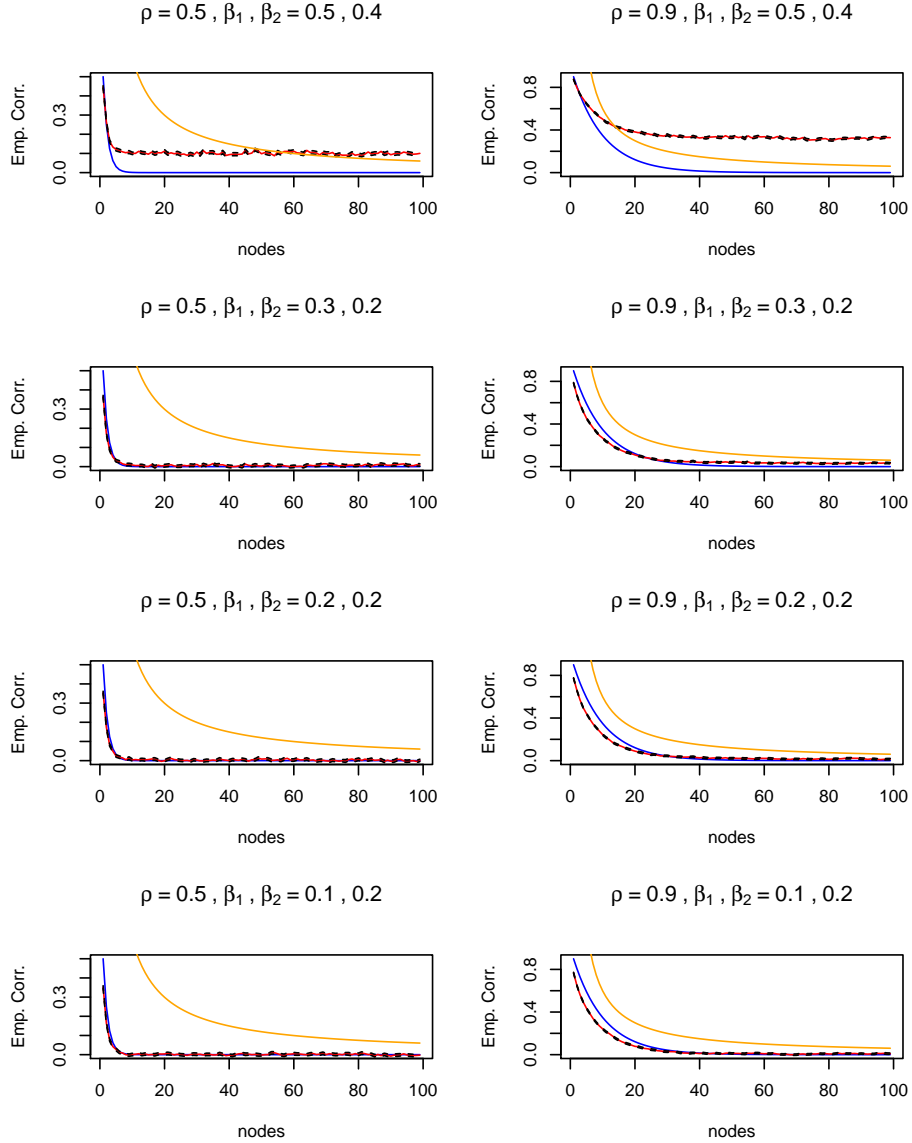 ρ = 0.5 , β₁ , β₂ = 0.5 , 0.4
Emp. Corr.
0.0 0.3
0 20 40 60 80 100
nodes
ρ = 0.9 , β₁ , β₂ = 0.5 , 0.4
Emp. Corr.
0.0 0.4 0.8
0 20 40 60 80 100
nodes
ρ = 0.5 , β₁ , β₂ = 0.3 , 0.2
Emp. Corr.
0.0 0.3
0 20 40 60 80 100
nodes
ρ = 0.9 , β₁ , β₂ = 0.3 , 0.2
Emp. Corr.
0.0 0.4 0.8
0 20 40 60 80 100
nodes
ρ = 0.5 , β₁ , β₂ = 0.2 , 0.2
Emp. Corr.
0.0 0.3
0 20 40 60 80 100
nodes
ρ = 0.9 , β₁ , β₂ = 0.2 , 0.2
Emp. Corr.
0.0 0.4 0.8
0 20 40 60 80 100
nodes
ρ = 0.5 , β₁ , β₂ = 0.1 , 0.2
Emp. Corr.
0.0 0.3
0 20 40 60 80 100
nodes
ρ = 0.9 , β₁ , β₂ = 0.1 , 0.2
Emp. Corr.
0.0 0.4 0.8
0 20 40 60 80 100
nodes